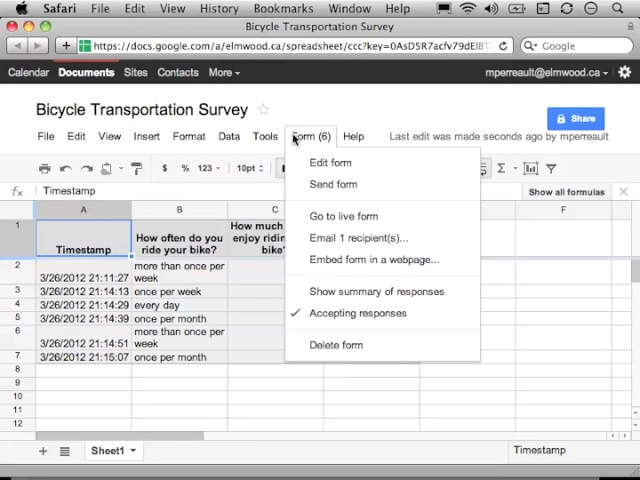 Safari File Edit View History Bookmarks Window Help
Bicycle Transportation Survey
https://docs.google.com/a/elmwood.ca/spreadsheet/ccc?key=0AsD5R7acfv79dElBT
Google
Calendar Documents Sites Contacts More
mperreault@elmwood.ca
Bicycle Transportation Survey
Share
File Edit View Insert Format Data Tools Form (6) Help
Last edit was made seconds ago by mperreault
$ % 123 10pt Σ
fx Timestamp
Show all formulas
A B C F
1 Timestamp How often do you ride your bike? How much enjoy ridin bike?
2 3/26/2012 21:11:27 more than once per week
3 3/26/2012 21:14:13 once per week
4 3/26/2012 21:14:29 every day
5 3/26/2012 21:14:39 once per month
6 3/26/2012 21:14:51 more than once per week
7 3/26/2012 21:15:07 once per month
8
9
10
11
12
Edit form
Send form
Go to live form
Email 1 recipient(s)...
Embed form in a webpage...
Show summary of responses
Accepting responses
Delete form
Sheet1
Timestamp